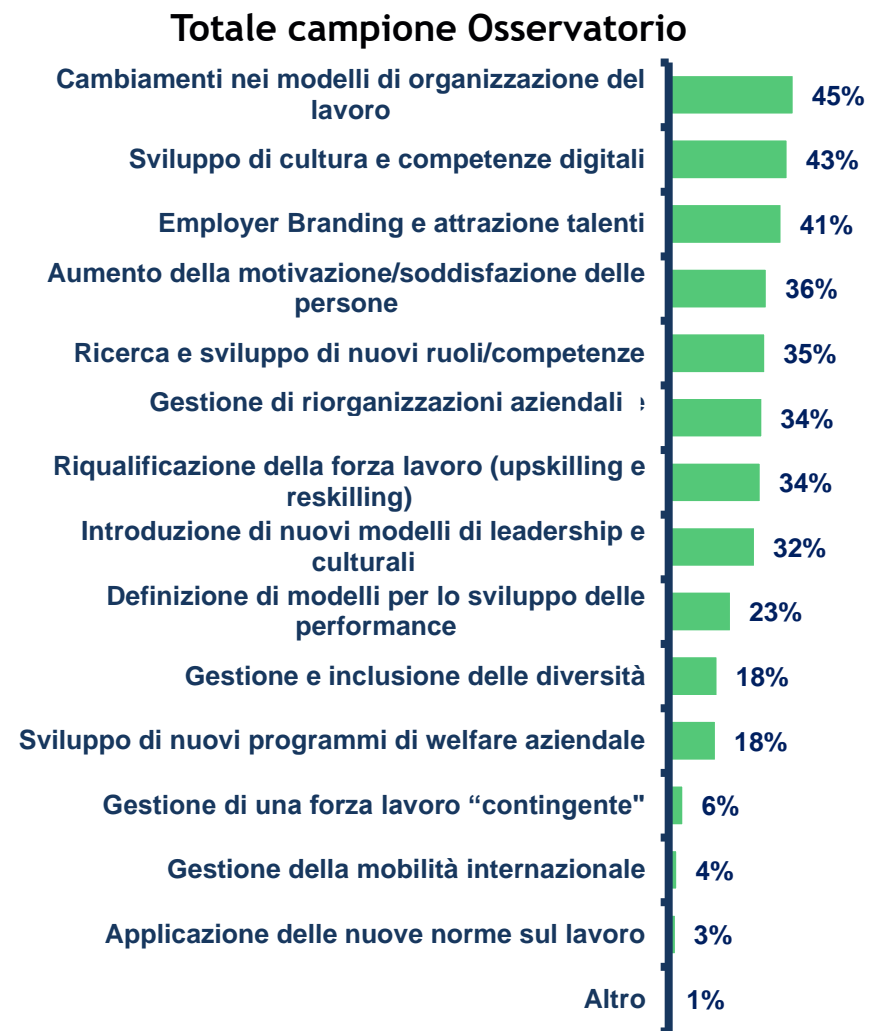 Totale campione Osservatorio
Cambiamenti nei modelli di organizzazione del
lavoro
45%
Sviluppo di cultura e competenze digitali
43%
Employer Branding e attrazione talenti
41%
Aumento della motivazione/soddisfazione delle
persone
36%
Ricerca e sviluppo di nuovi ruoli/competenze
35%
Gestione di riorganizzazioni aziendali
34%
Riqualificazione della forza lavoro (upskilling e
reskilling)
34%
Introduzione di nuovi modelli di leadership e
culturali
32%
Definizione di modelli per lo sviluppo delle
performance
23%
Gestione e inclusione delle diversità
18%
Sviluppo di nuovi programmi di welfare aziendale
18%
Gestione di una forza lavoro “contingente"
6%
Gestione della mobilità internazionale
4%
Applicazione delle nuove norme sul lavoro
3%
Altro
1%